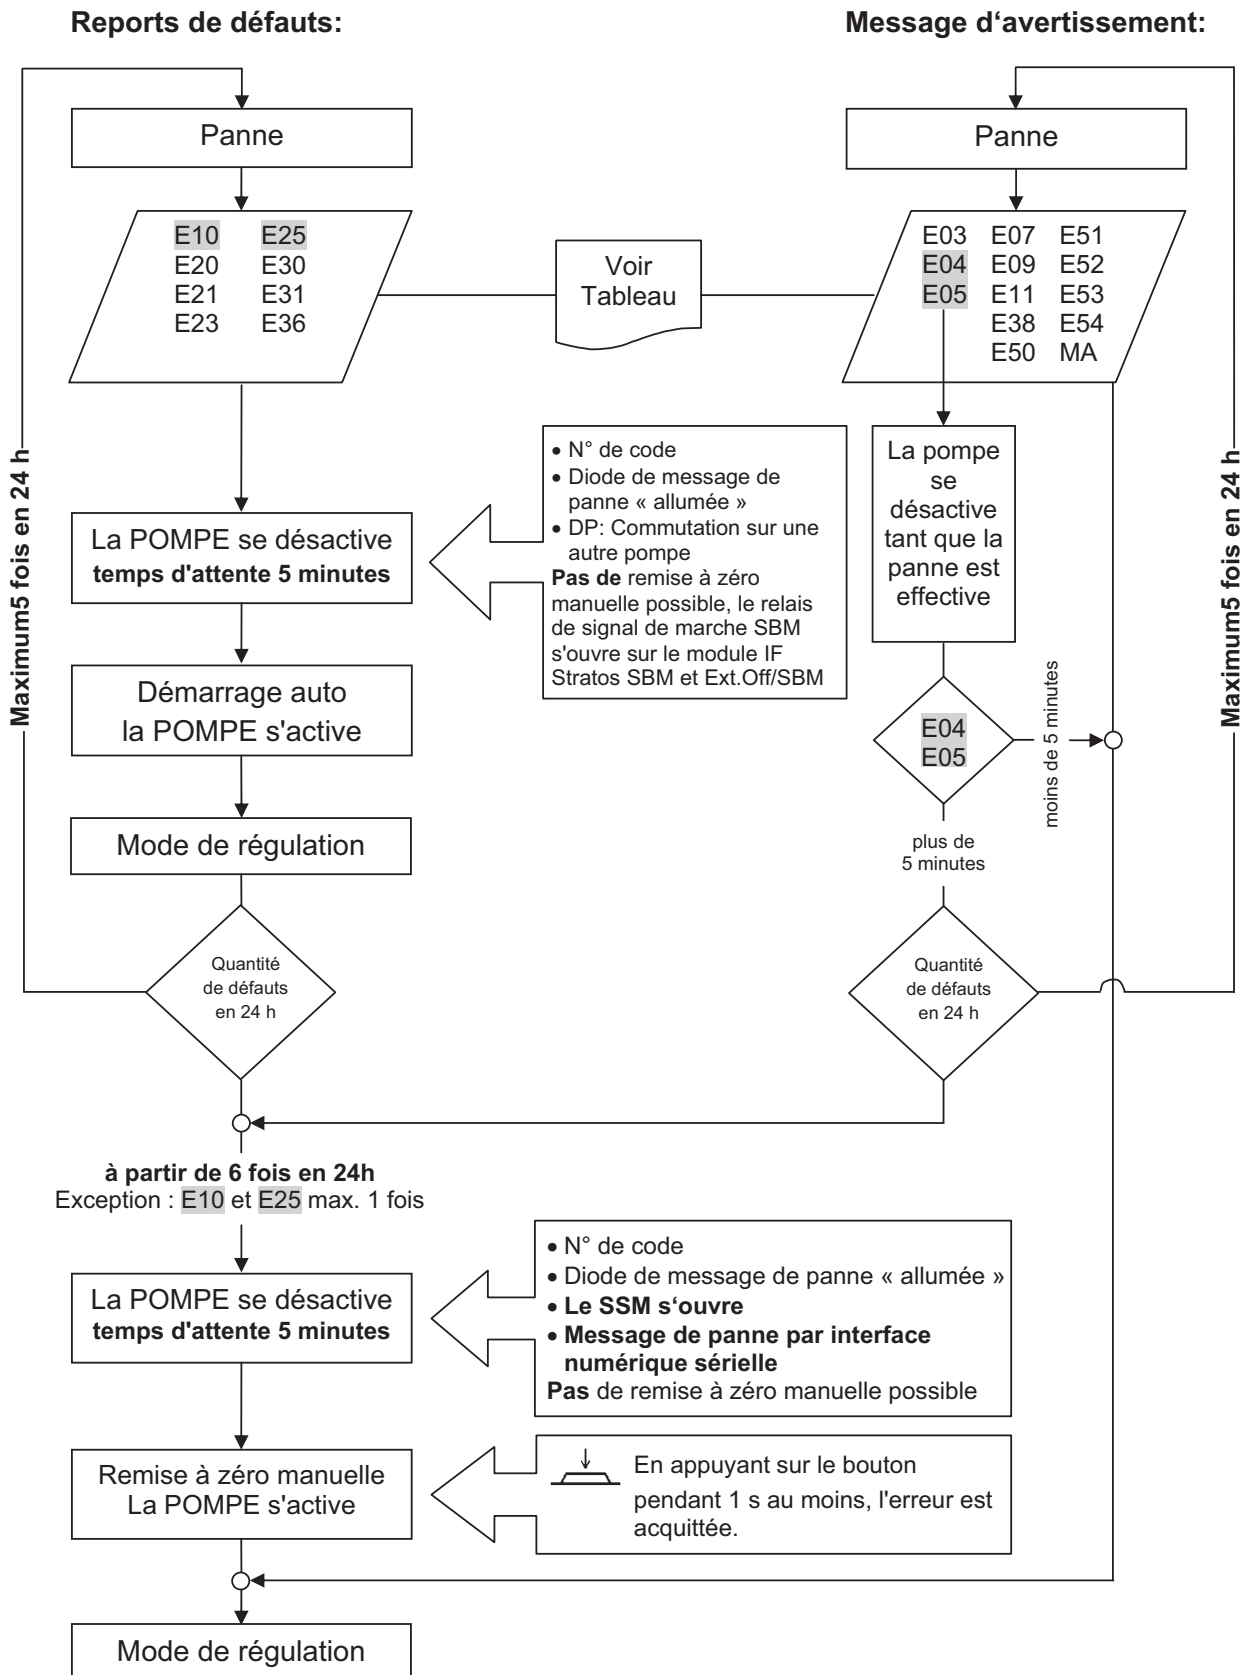 Reports de défauts:
Message d‘avertissement:
Panne
Panne
E10 E25
E20 E30
E21 E31
E23 E36
Voir
Tableau
E03 E07 E51
E04 E09 E52
E05 E11 E53
E38 E54
E50 MA
Maximum5 fois en 24 h
Maximum5 fois en 24 h
• N° de code
• Diode de message de
panne « allumée »
• DP: Commutation sur une
autre pompe
Pas de remise à zéro
manuelle possible, le relais
de signal de marche SBM
s'ouvre sur le module IF
Stratos SBM et Ext.Off/SBM
La pompe
se
désactive
tant que la
panne est
effective
La POMPE se désactive
temps d'attente 5 minutes
Démarrage auto
la POMPE s'active
E04
E05
moins de 5 minutes
plus de
5 minutes
Mode de régulation
Quantité
de défauts
en 24 h
Quantité
de défauts
en 24 h
à partir de 6 fois en 24h
Exception : E10 et E25 max. 1 fois
La POMPE se désactive
temps d'attente 5 minutes
• N° de code
• Diode de message de panne « allumée »
• Le SSM s‘ouvre
• Message de panne par interface
numérique sérielle
Pas de remise à zéro manuelle possible
Remise à zéro manuelle
La POMPE s'active
En appuyant sur le bouton
pendant 1 s au moins, l'erreur est
acquittée.
Mode de régulation